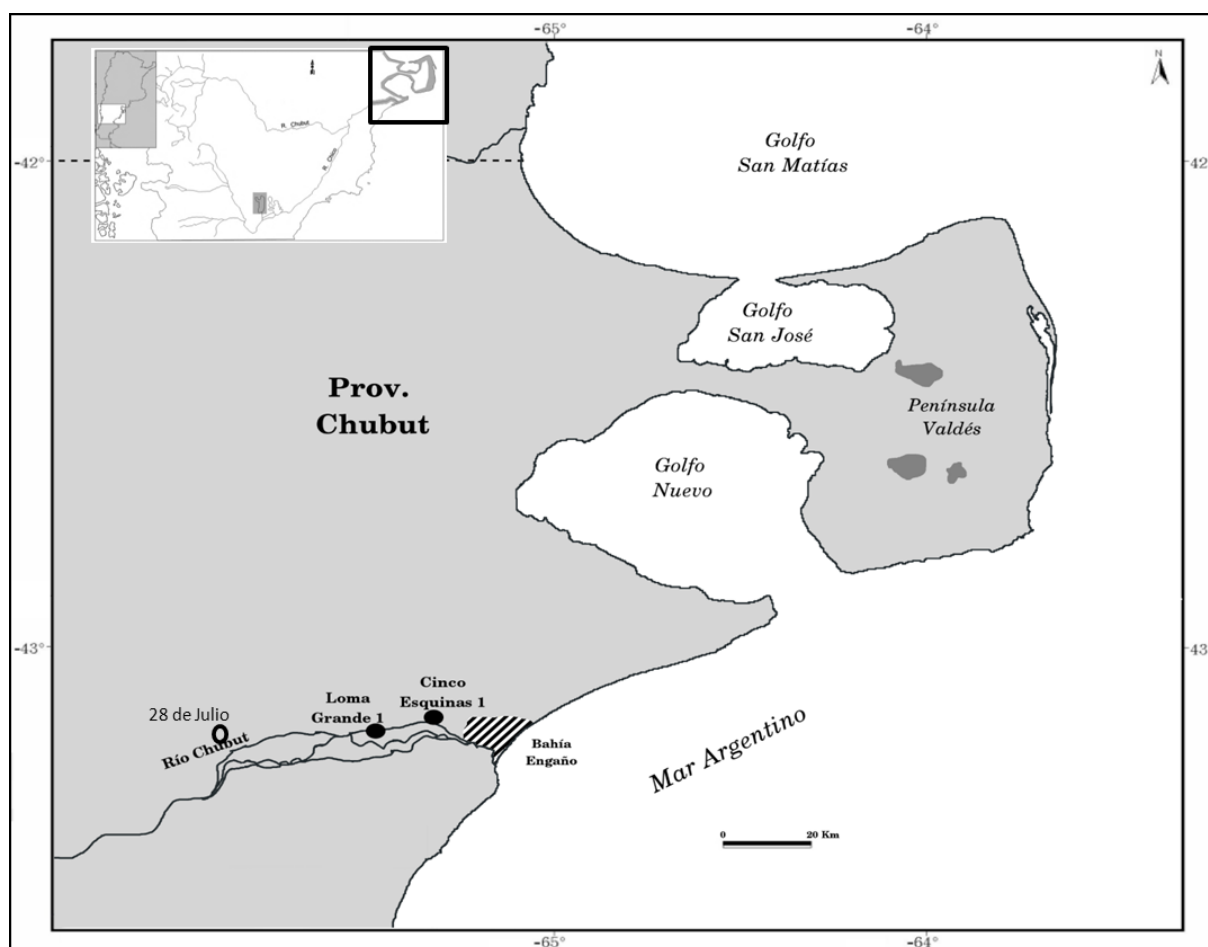 -65°
-64°
N
R. Chubut
R. Chico
-42°
-42
Golfo
San Matías
Golfo
San José
Prov.
Chubut
Península
Valdés
Golfo
Nuevo
-43°
-43
28 de Julio
Río Chubut
Loma
Grande 1
Cinco
Esquinas 1
Bahía
Engaño
Mar Argentino
0 20 Km
-65°
-64°